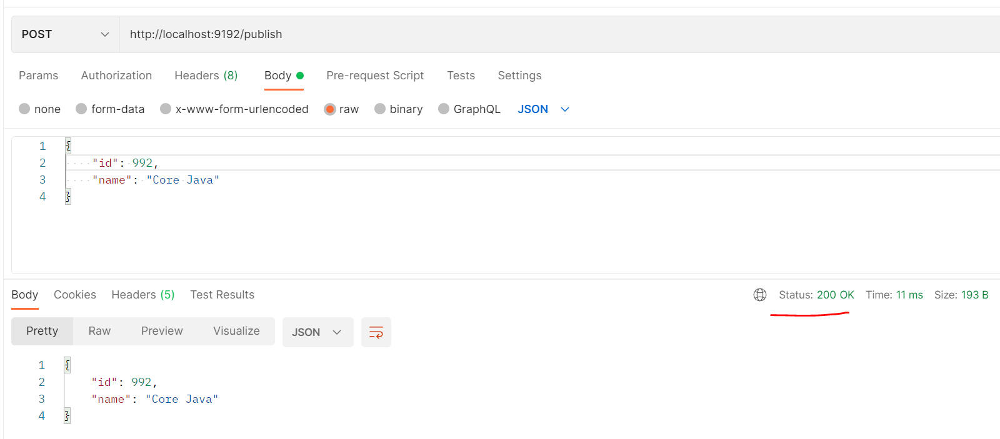 POST http://localhost:9192/publish
Params Authorization Headers (8) Body Pre-request Script Tests Settings
none form-data x-www-form-urlencoded raw binary GraphQL JSON
1 {
2 "id": 992,
3 "name": "Core Java"
4 }
Body Cookies Headers (5) Test Results Status: 200 OK Time: 11 ms Size: 193 B
Pretty Raw Preview Visualize JSON
1 {
2 "id": 992,
3 "name": "Core Java"
4 }